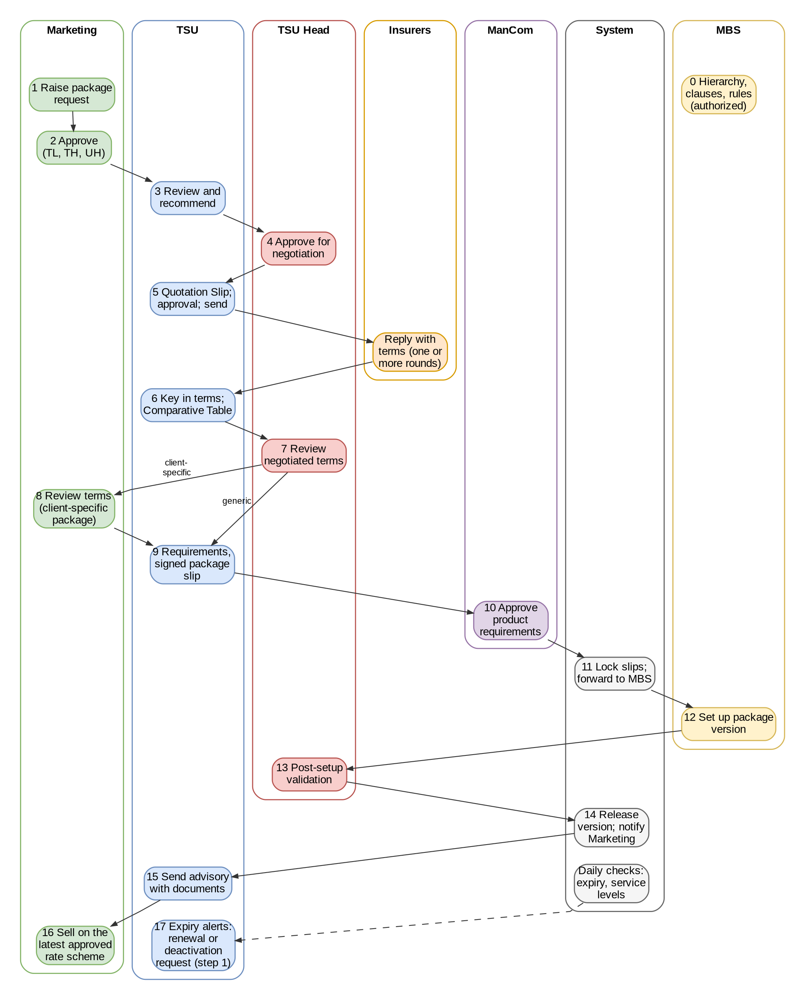 Marketing
TSU
TSU Head
Insurers
ManCom
System
MBS
1 Raise package
request
0 Hierarchy,
clauses, rules
(authorized)
2 Approve
(TL, TH, UH)
3 Review and
recommend
4 Approve for
negotiation
5 Quotation Slip;
approval; send
Reply with
terms (one or
more rounds)
6 Key in terms;
Comparative Table
7 Review
negotiated terms
client-
specific
8 Review terms
(client-specific
package)
generic
9 Requirements,
signed package
slip
10 Approve
product
requirements
11 Lock slips;
forward to MBS
12 Set up package
version
13 Post-setup
validation
14 Release
version; notify
Marketing
15 Send advisory
with documents
Daily checks:
expiry, service
levels
16 Sell on the
latest approved
rate scheme
17 Expiry alerts:
renewal or
deactivation
request (step 1)